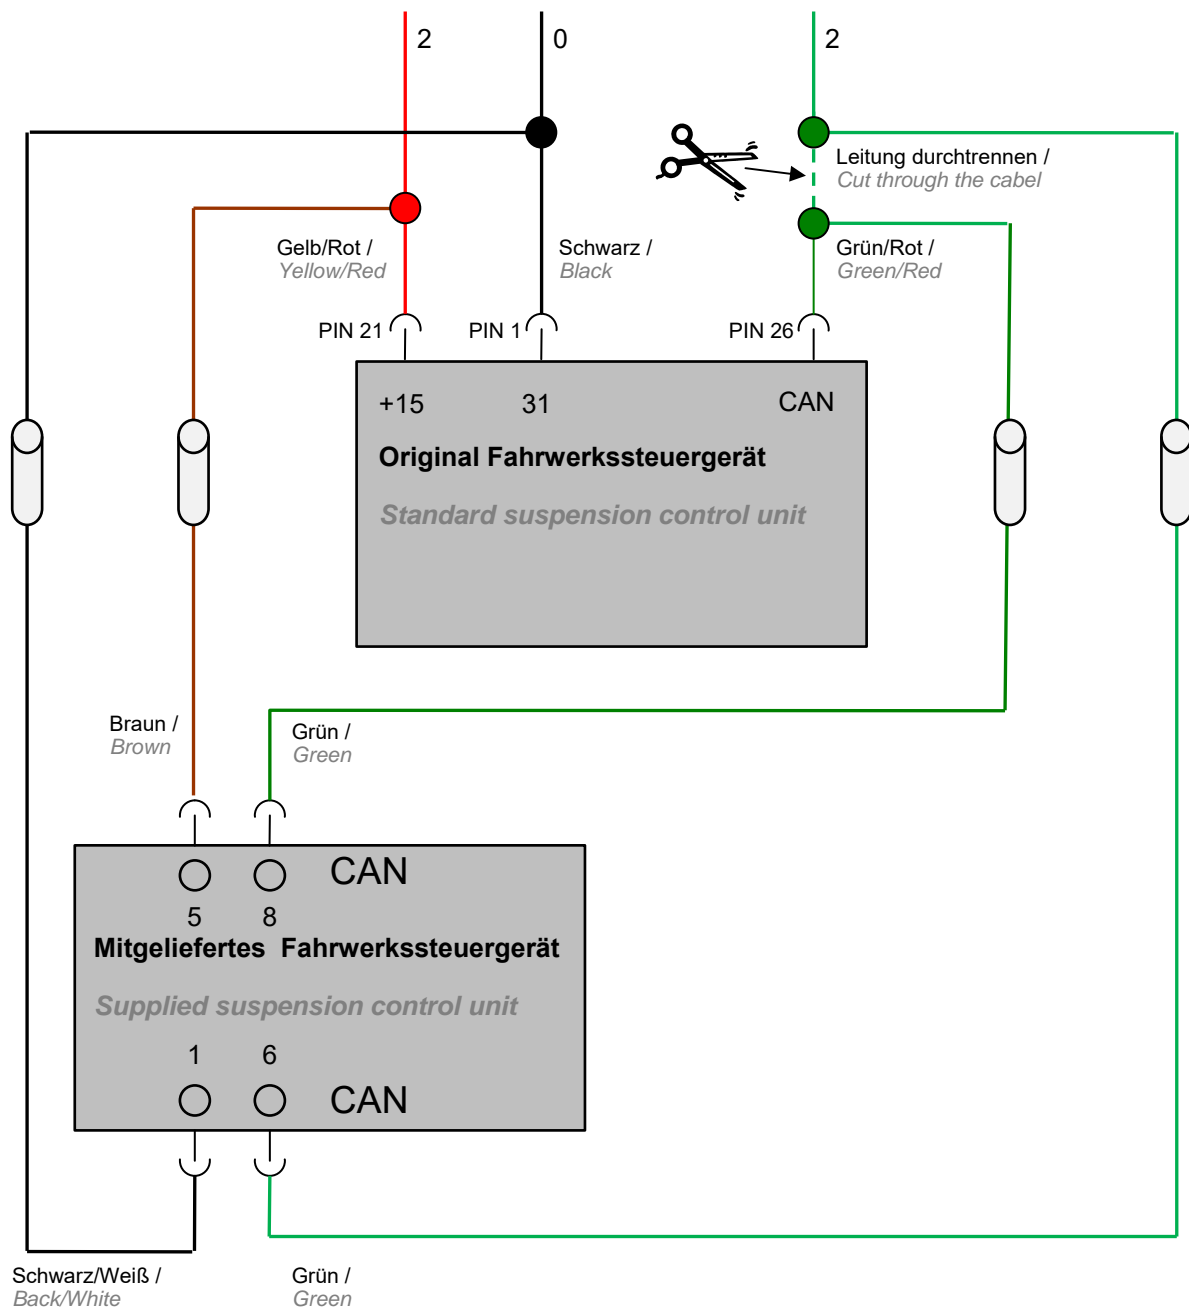 2
0
2
Leitung durchtrennen /
Cut through the cabel
Gelb/Rot /
Yellow/Red
Schwarz /
Black
Grün/Rot /
Green/Red
PIN 21
PIN 1
PIN 26
+15
31
CAN
Original Fahrwerkssteuergerät
Standard suspension control unit
Braun /
Brown
Grün /
Green
CAN
5
8
Mitgeliefertes Fahrwerkssteuergerät
Supplied suspension control unit
1
6
CAN
Schwarz/Weiß /
Back/White
Grün /
Green